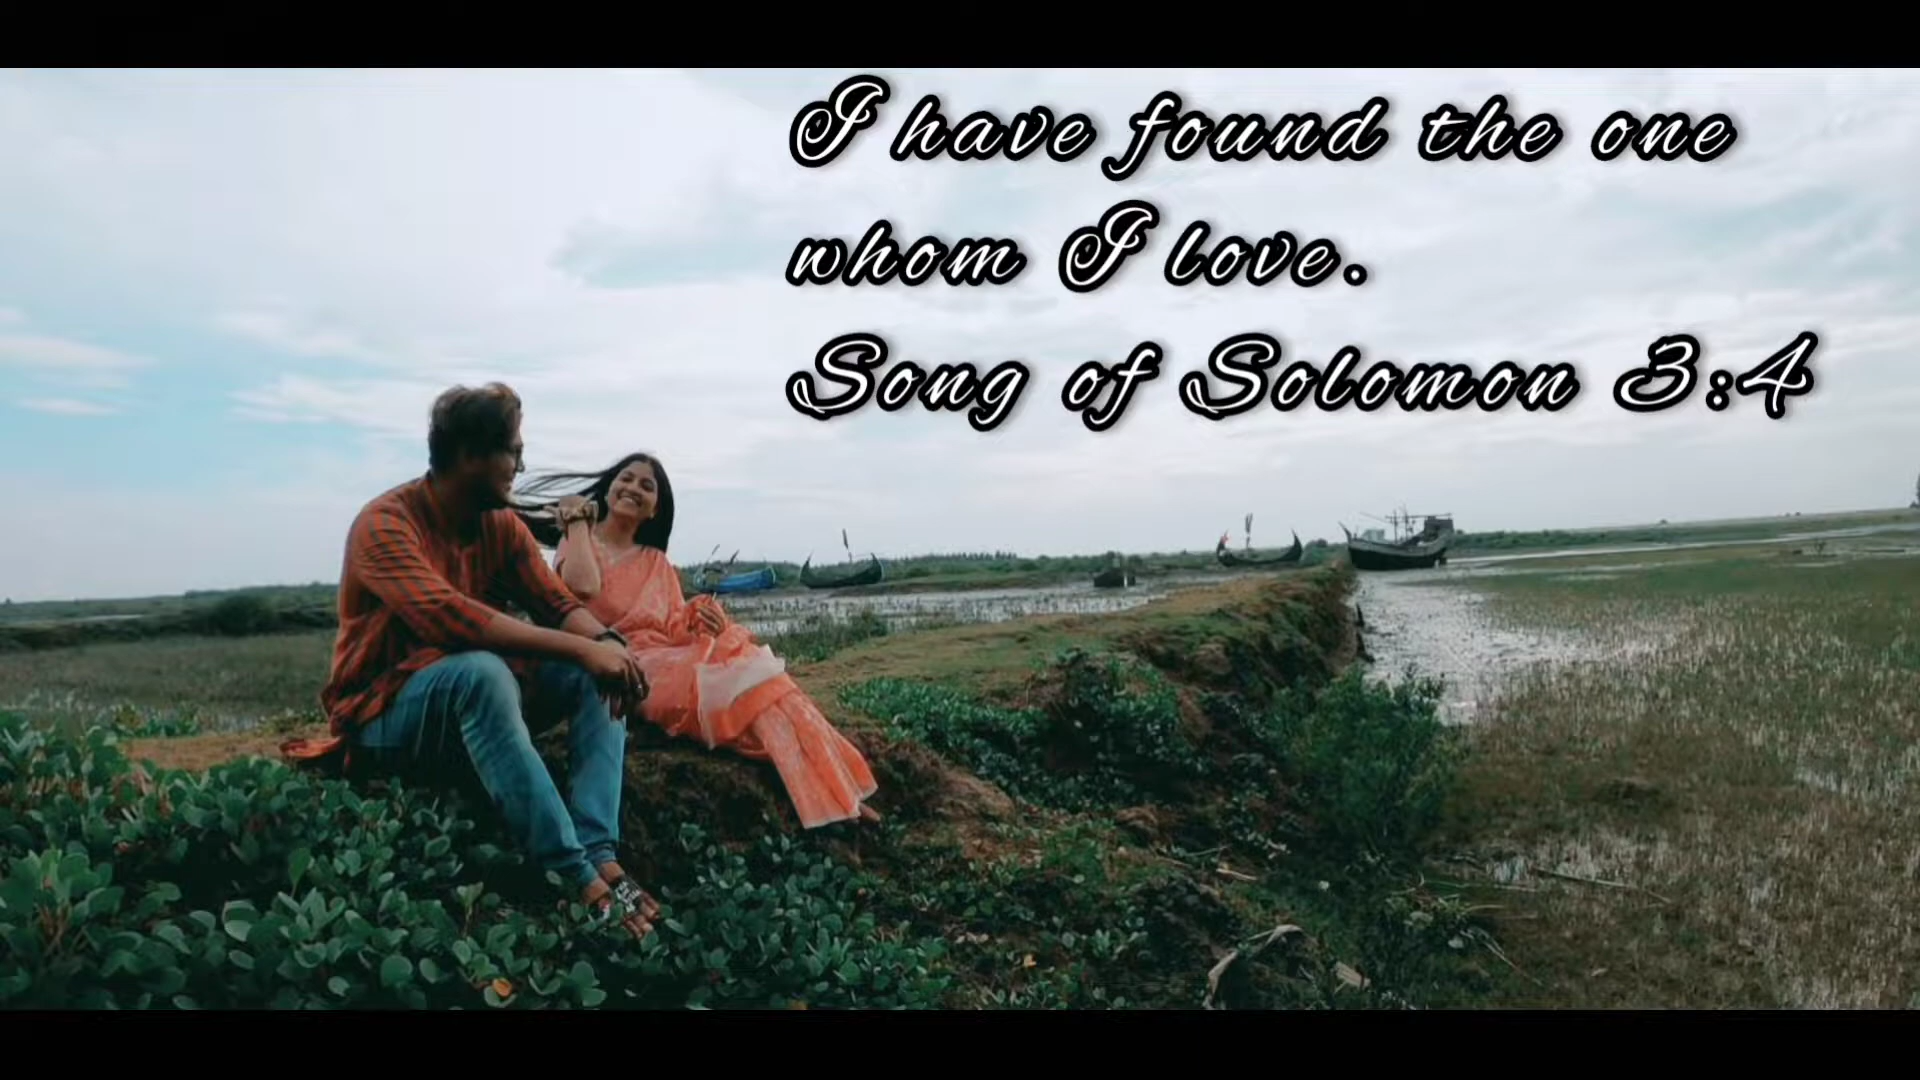 I have found the one
whom I love.
Song of Solomon 3:4